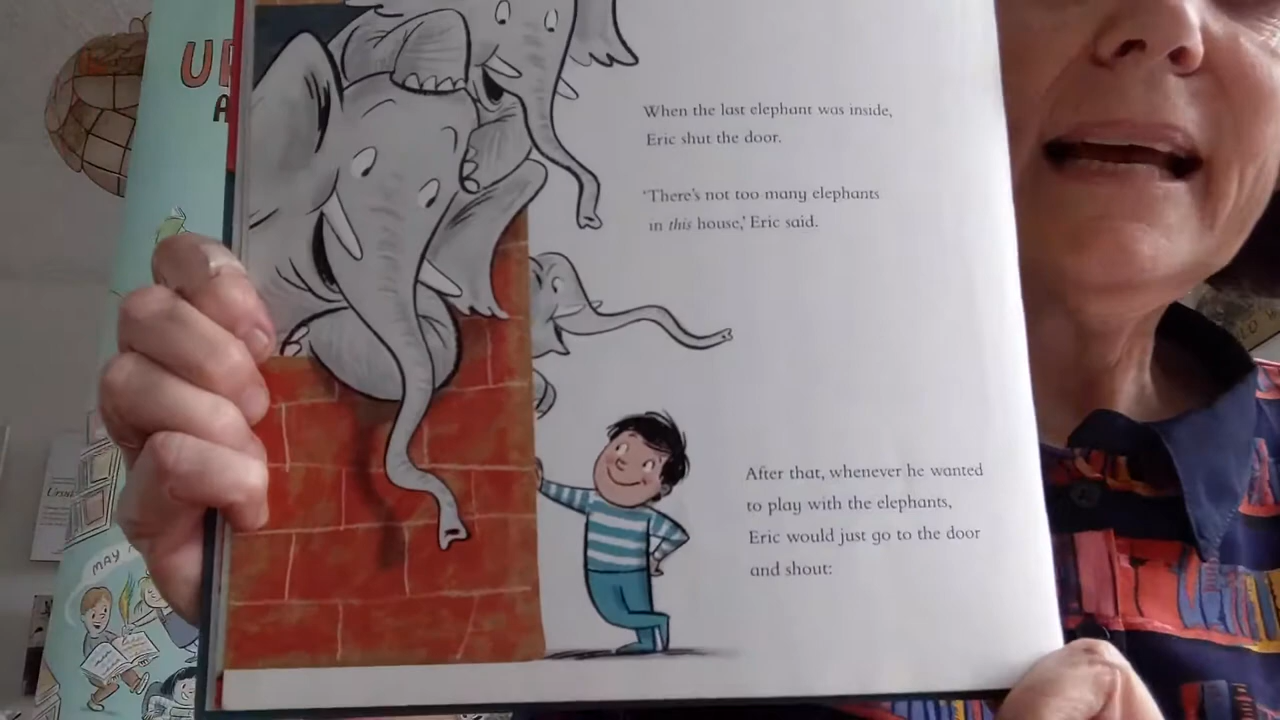 When the last elephant was inside,
Eric shut the door.
'There's not too many elephants
in this house,' Eric said.
After that, whenever he wanted
to play with the elephants,
Eric would just go to the door
and shout:
MAY